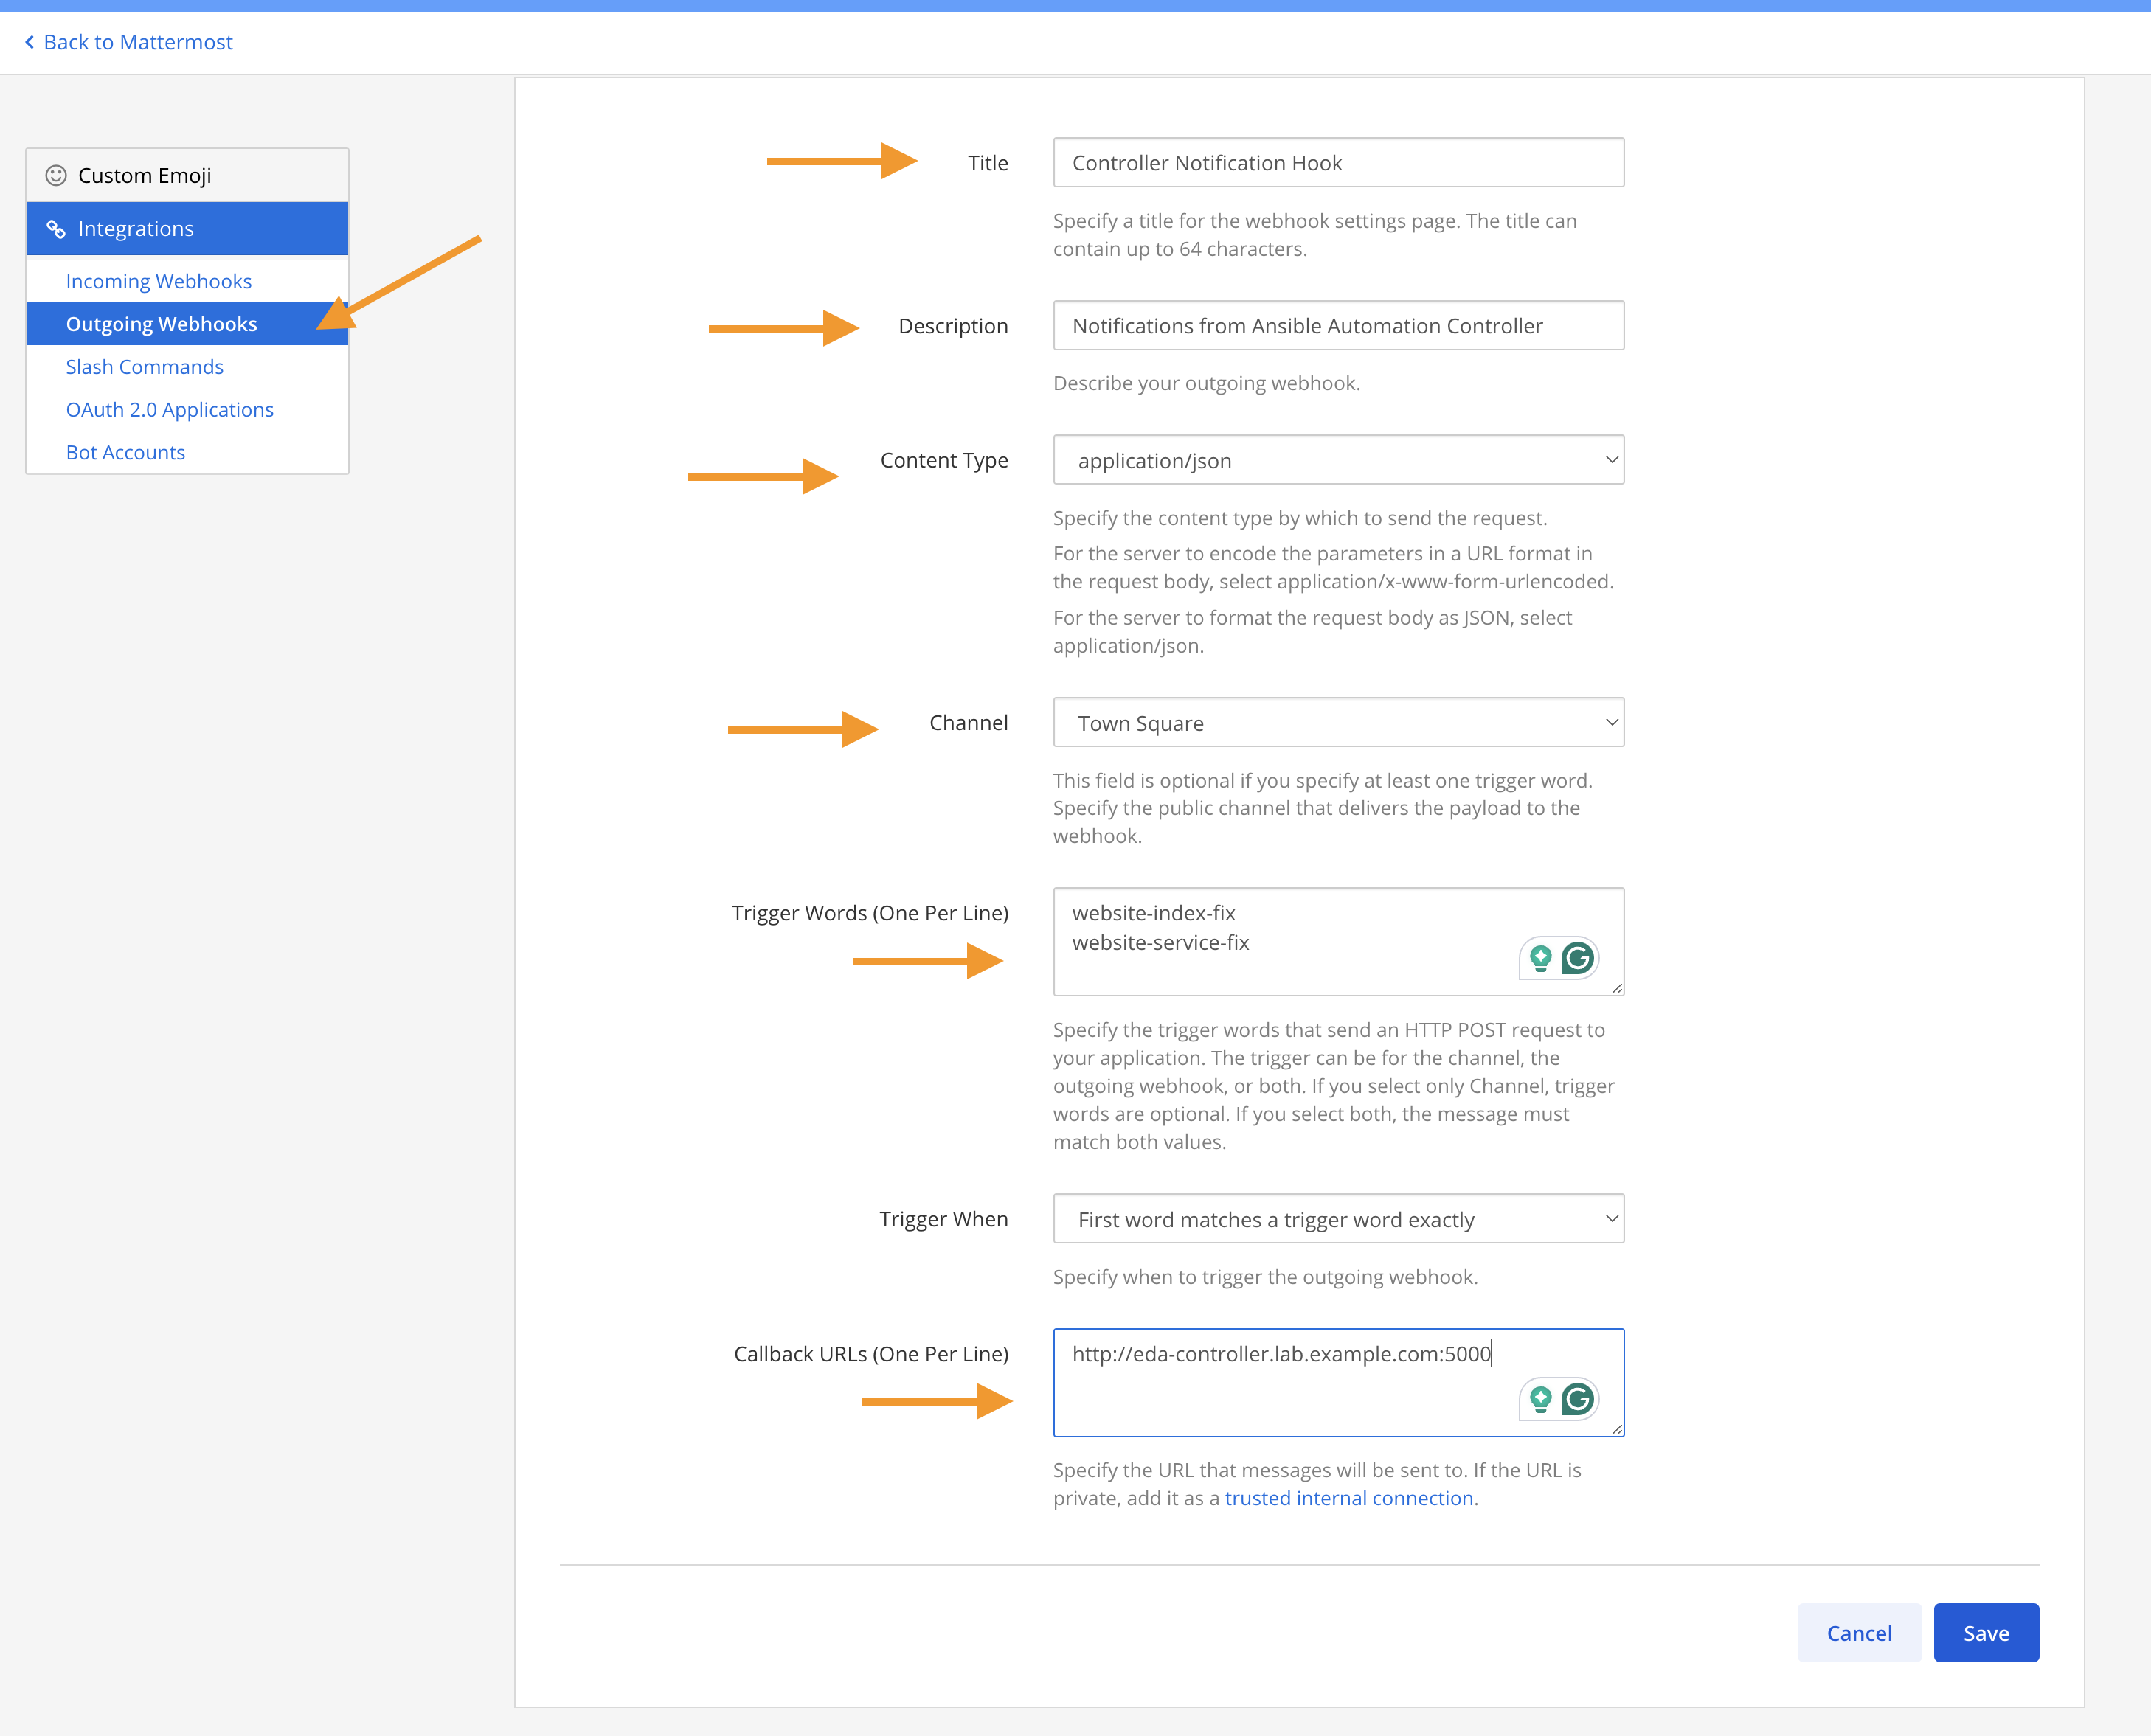 Back to Mattermost
Custom Emoji
Integrations
Incoming Webhooks
Outgoing Webhooks
Slash Commands
OAuth 2.0 Applications
Bot Accounts
Title
Controller Notification Hook
Specify a title for the webhook settings page. The title can
contain up to 64 characters.
Description
Notifications from Ansible Automation Controller
Describe your outgoing webhook.
Content Type
application/json
Specify the content type by which to send the request.
For the server to encode the parameters in a URL format in
the request body, select application/x-www-form-urlencoded.
For the server to format the request body as JSON, select
application/json.
Channel
Town Square
This field is optional if you specify at least one trigger word.
Specify the public channel that delivers the payload to the
webhook.
Trigger Words (One Per Line)
website-index-fix
website-service-fix
Specify the trigger words that send an HTTP POST request to
your application. The trigger can be for the channel, the
outgoing webhook, or both. If you select only Channel, trigger
words are optional. If you select both, the message must
match both values.
Trigger When
First word matches a trigger word exactly
Specify when to trigger the outgoing webhook.
Callback URLs (One Per Line)
http://eda-controller.lab.example.com:5000
Specify the URL that messages will be sent to. If the URL is
private, add it as a trusted internal connection.
Cancel
Save